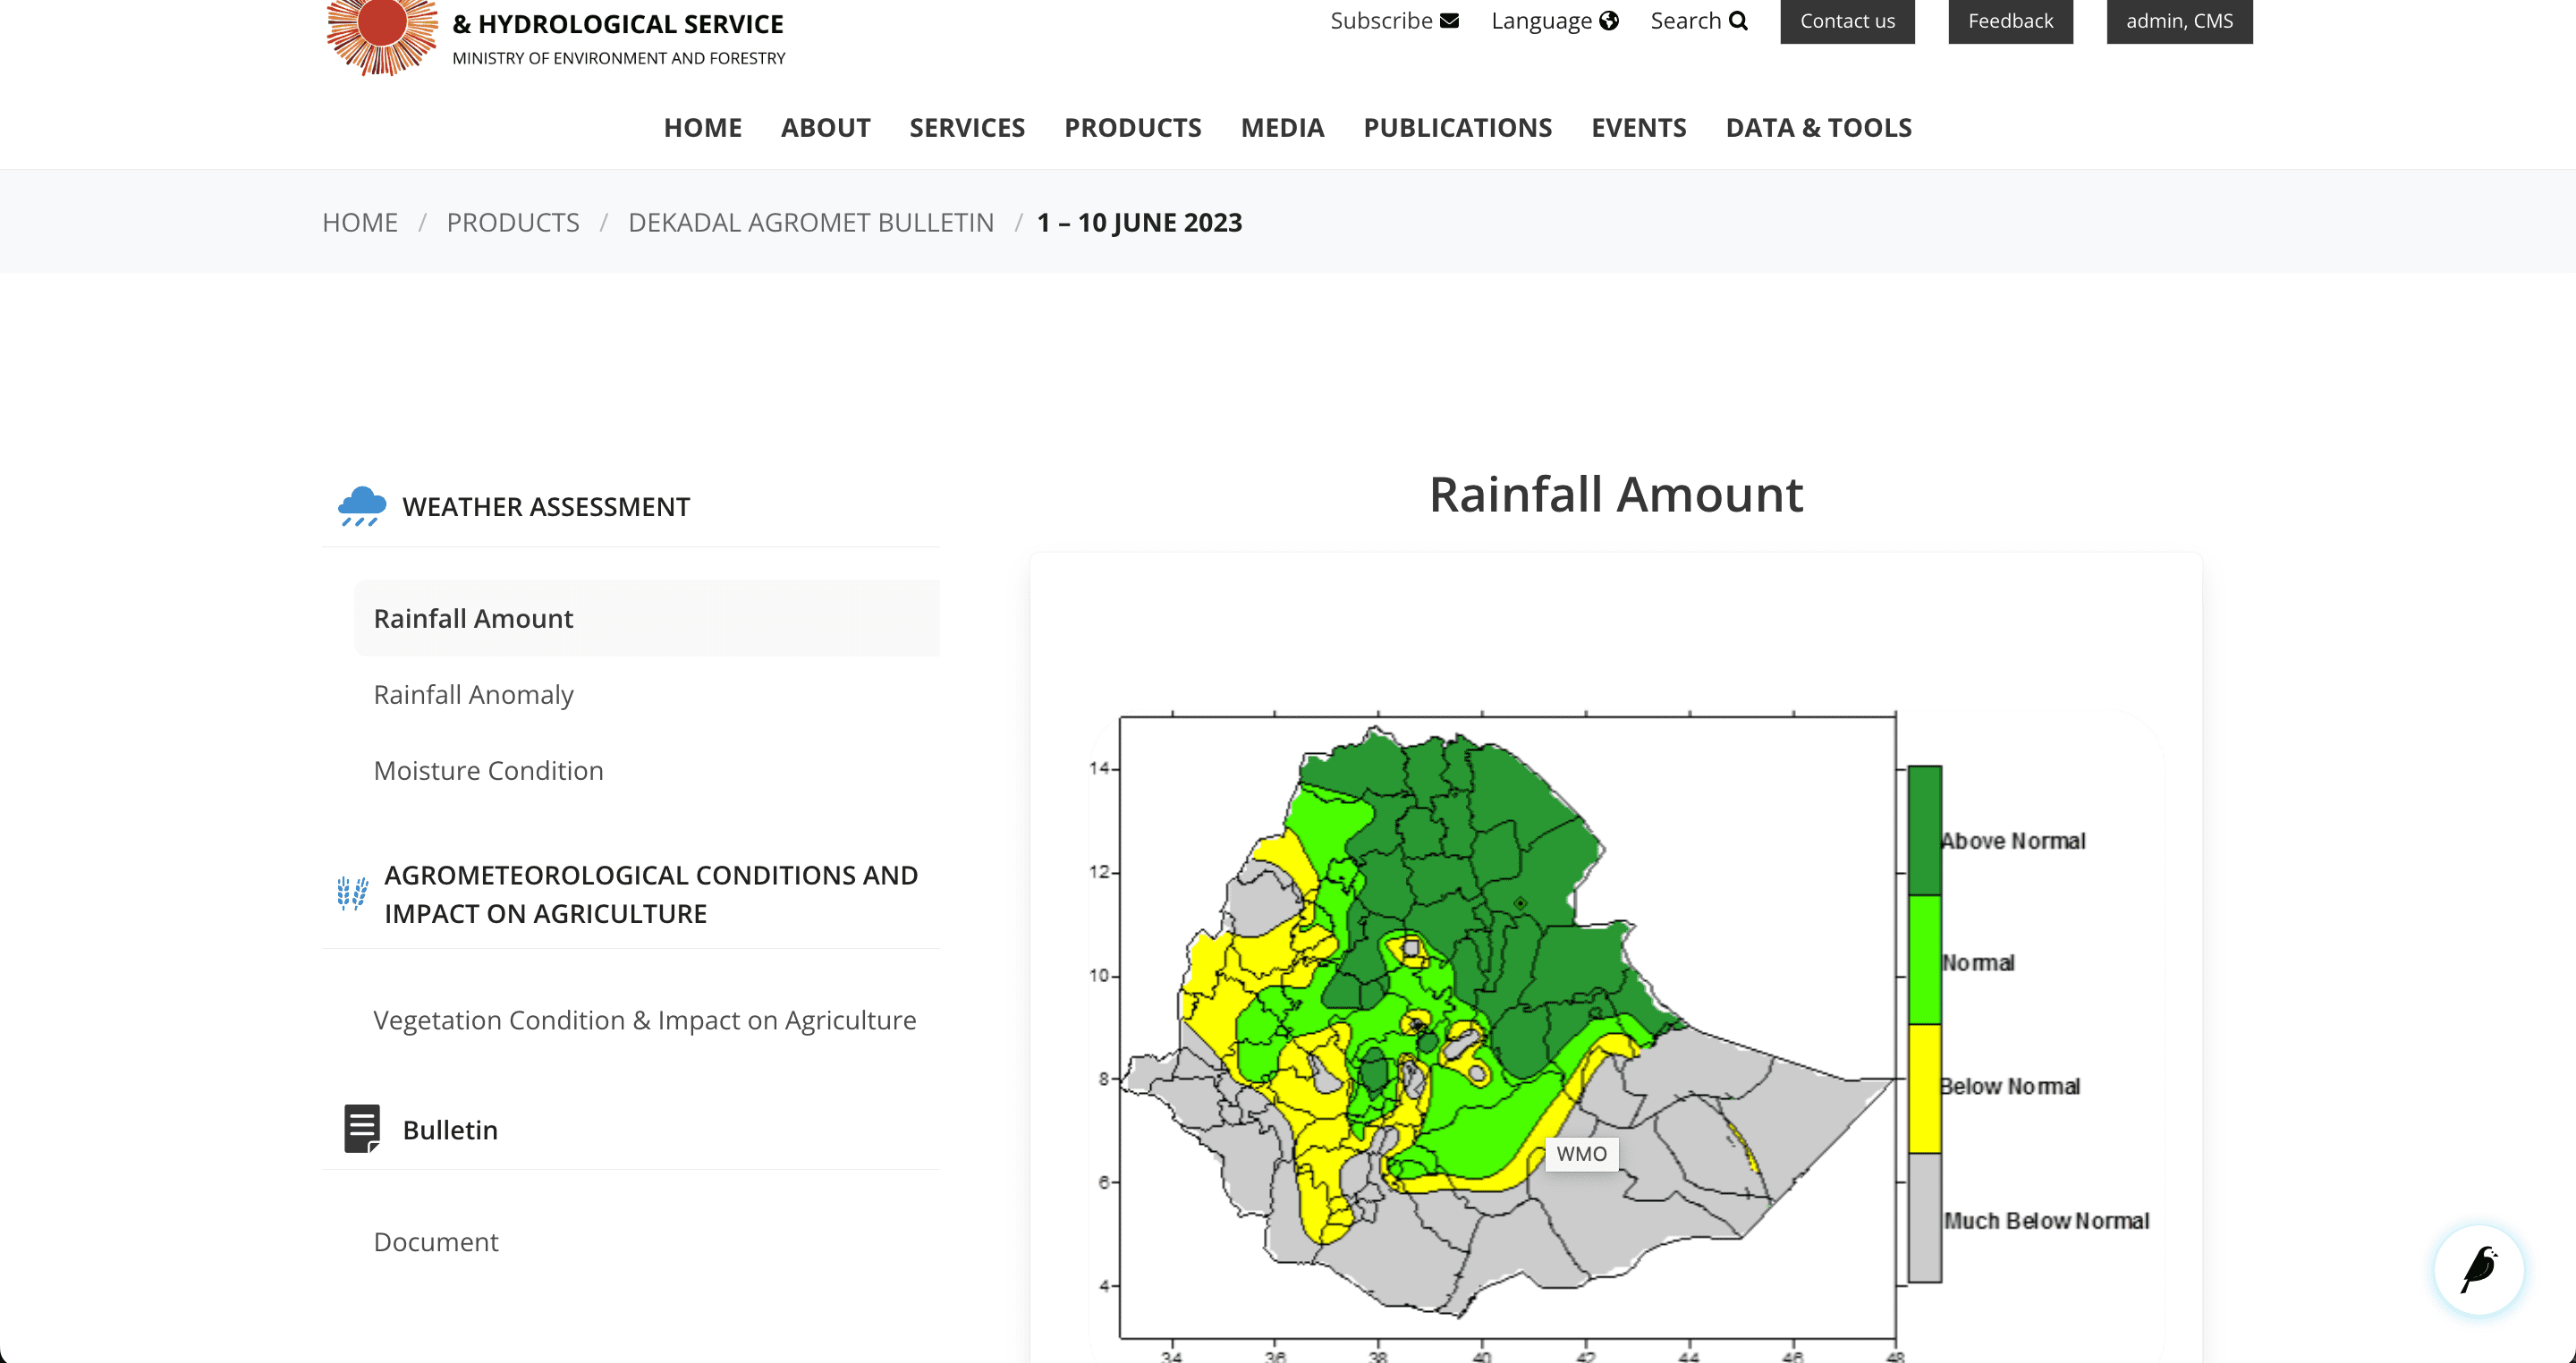 & HYDROLOGICAL SERVICE
MINISTRY OF ENVIRONMENT AND FORESTRY
Subscribe
Language
Search
Contact us
Feedback
admin, CMS
HOME
ABOUT
SERVICES
PRODUCTS
MEDIA
PUBLICATIONS
EVENTS
DATA & TOOLS
HOME / PRODUCTS / DEKADAL AGROMET BULLETIN / 1 – 10 JUNE 2023
WEATHER ASSESSMENT
Rainfall Amount
Rainfall Anomaly
Moisture Condition
AGROMETEOROLOGICAL CONDITIONS AND
IMPACT ON AGRICULTURE
Vegetation Condition & Impact on Agriculture
Bulletin
Document
Rainfall Amount
14
12
10
8
6
4
34
36
38
40
42
44
46
48
Above Normal
Normal
Below Normal
Much Below Normal
WMO